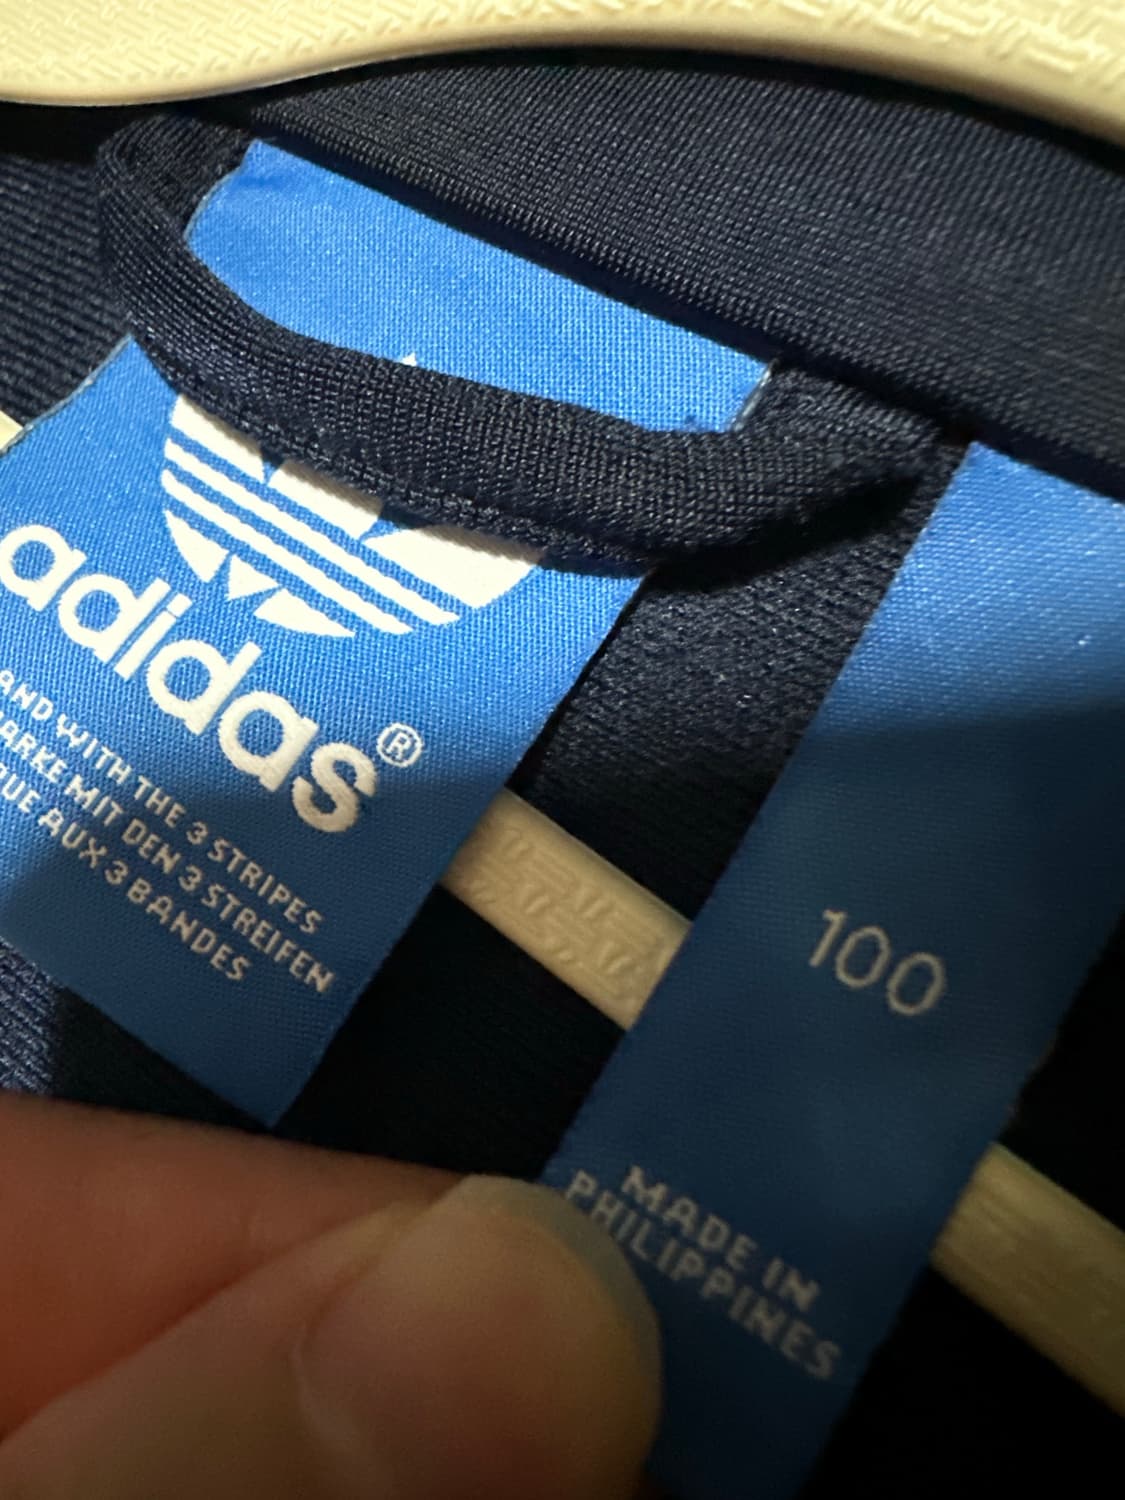 adidas®
AND WITH THE 3 STRIPES
ARKE MIT DEN 3 STREIFEN
QUE AUX 3 BANDES
100
MADE IN
PHILIPPINES